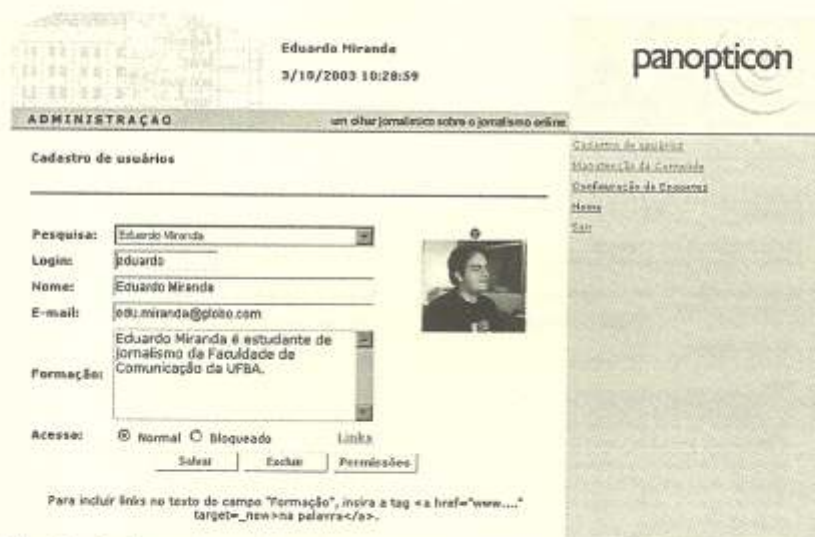 Eduardo Miranda
3/10/2003 10:28:59
panopticon
ADMINISTRAÇÃO
um olhar jornalístico sobre o jornalismo online
Cadastro de usuários
Cadastro de usuários
Manutenção de Conteúdo
Configuração de Enquetes
Home
Sair
Pesquisa: Eduardo Miranda
Login: eduardo
Nome: Eduardo Miranda
E-mail: edu.miranda@globo.com
Formação: Eduardo Miranda é estudante de
Jornalismo da Faculdade de
Comunicação da UFBA.
Acesso: Normal Bloqueado Links
Salvar Excluir Permissões
Para incluir links no texto do campo "Formação", insira a tag <a href="www...."
target=_new>na palavra</a>.